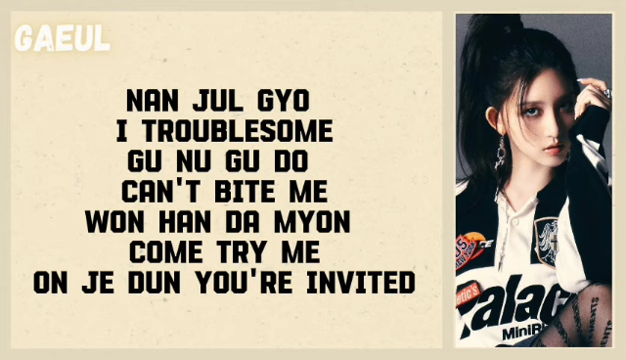 GAEUL
NAN JUL GYO
I TROUBLESOME
GU NU GU DO
CAN'T BITE ME
WON HAN DA MYON
COME TRY ME
ON JE DUN YOU'RE INVITED
MiniR